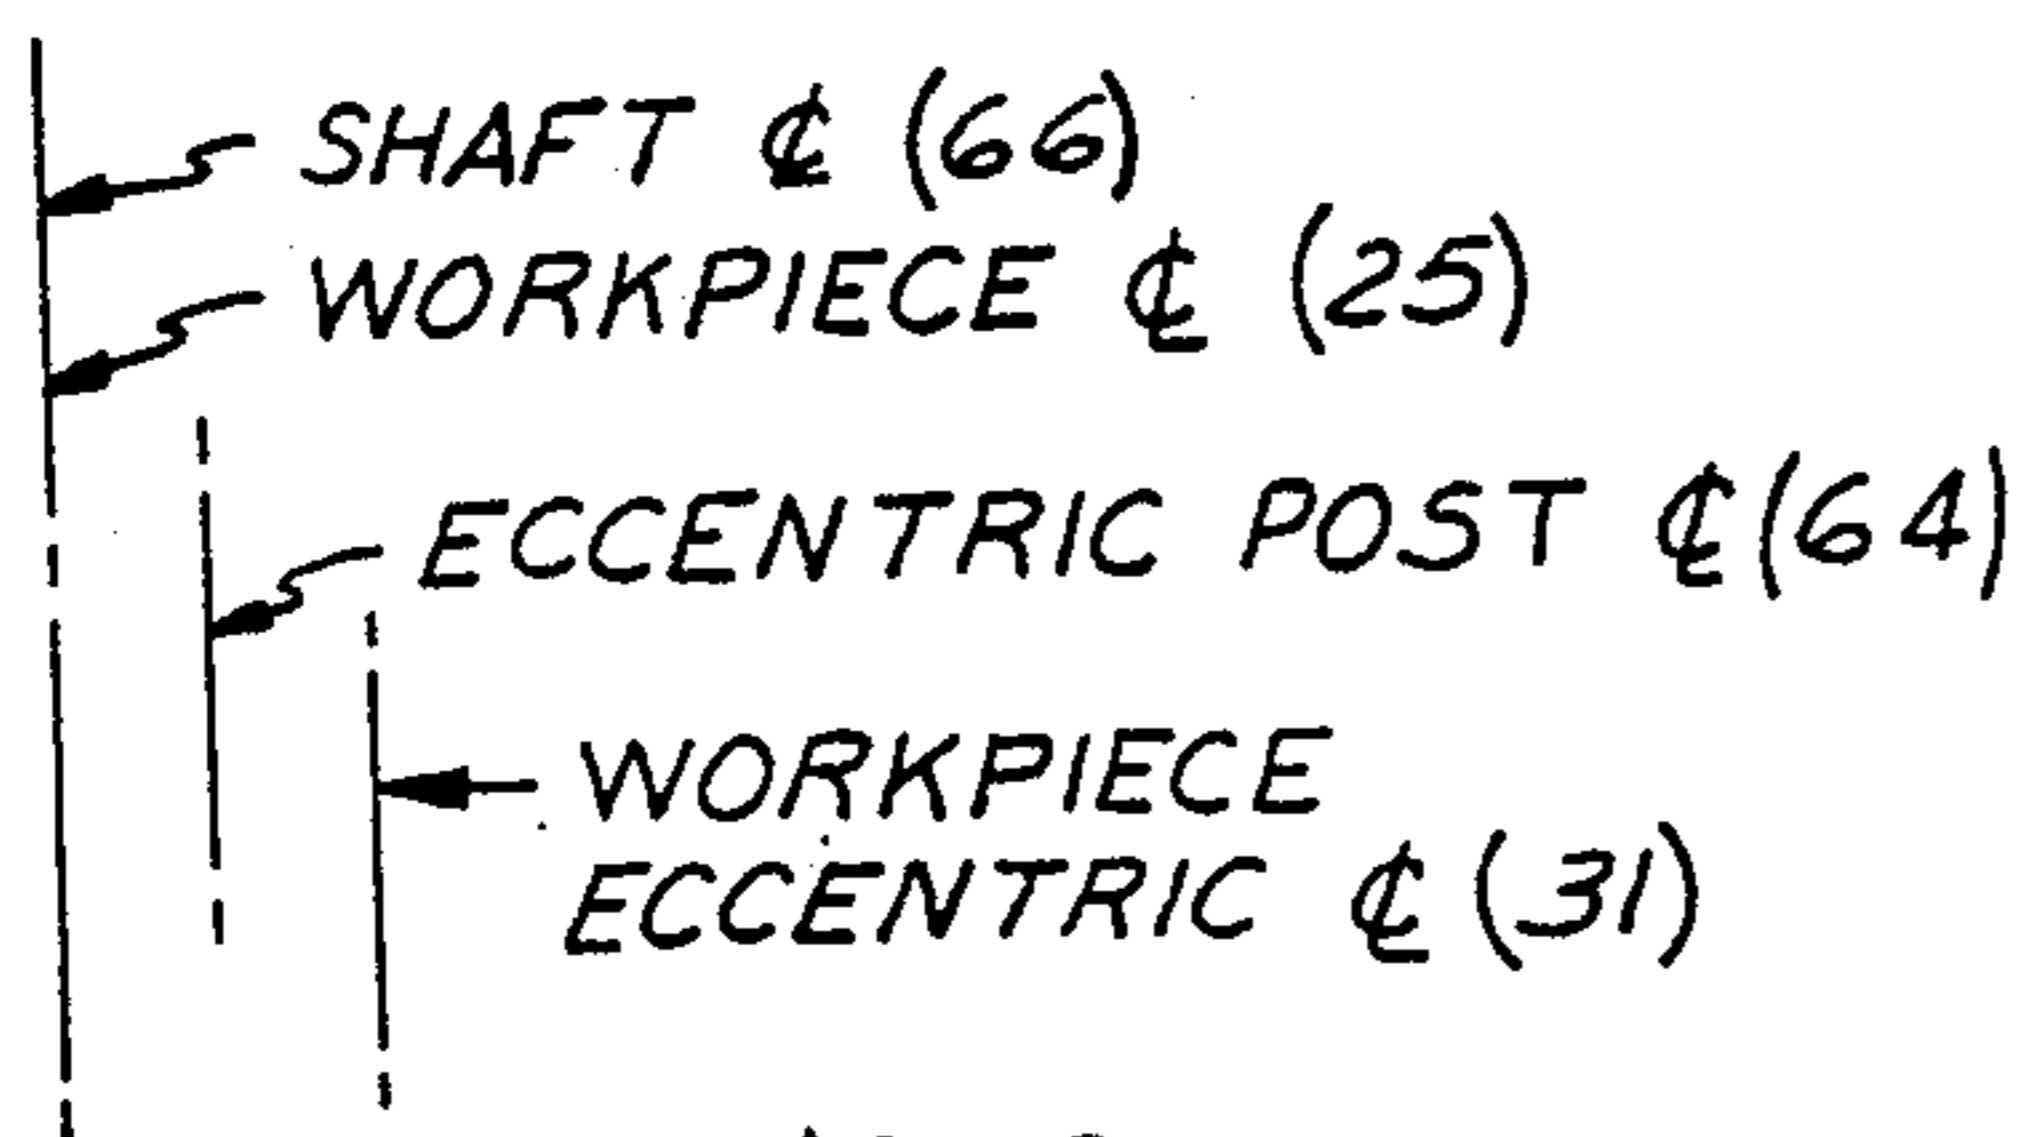 SHAFT ℄ (66)
WORKPIECE ℄ (25)
ECCENTRIC POST ℄ (64)
WORKPIECE
ECCENTRIC ℄ (31)